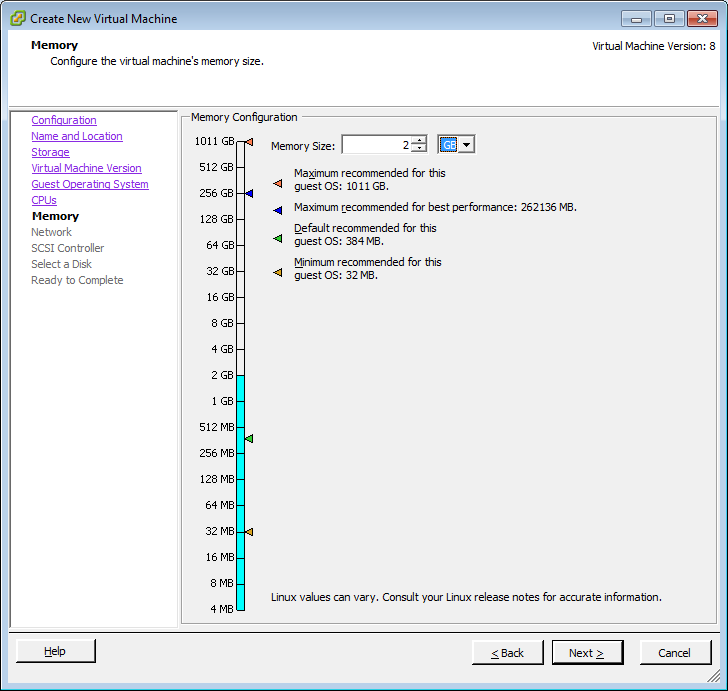 Create New Virtual Machine
Memory
Configure the virtual machine's memory size.
Virtual Machine Version: 8
Configuration
Name and Location
Storage
Virtual Machine Version
Guest Operating System
CPUs
Memory
Network
SCSI Controller
Select a Disk
Ready to Complete
Memory Configuration
1011 GB
512 GB
256 GB
128 GB
64 GB
32 GB
16 GB
8 GB
4 GB
2 GB
1 GB
512 MB
256 MB
128 MB
64 MB
32 MB
16 MB
8 MB
4 MB
Memory Size: 2 GB
Maximum recommended for this
guest OS: 1011 GB.
Maximum recommended for best performance: 262136 MB.
Default recommended for this
guest OS: 384 MB.
Minimum recommended for this
guest OS: 32 MB.
Linux values can vary. Consult your Linux release notes for accurate information.
Help
< Back
Next >
Cancel